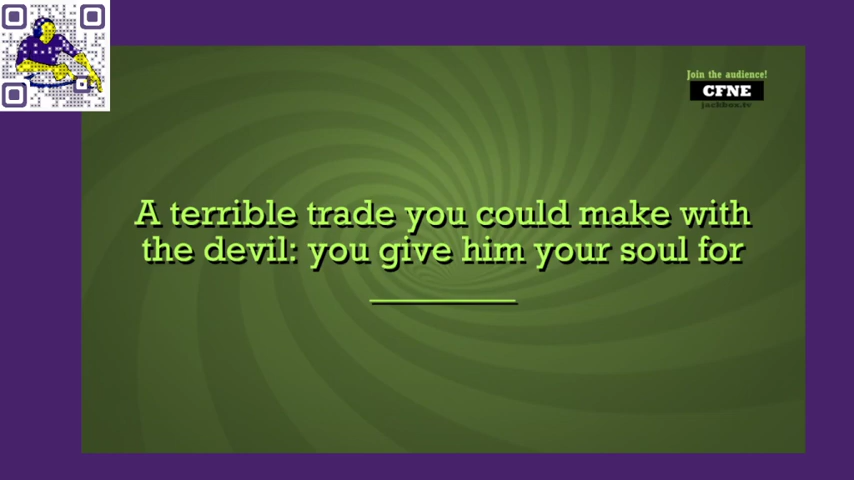 Join the audience!
CFNE
jackbox.tv
A terrible trade you could make with
the devil: you give him your soul for
__________